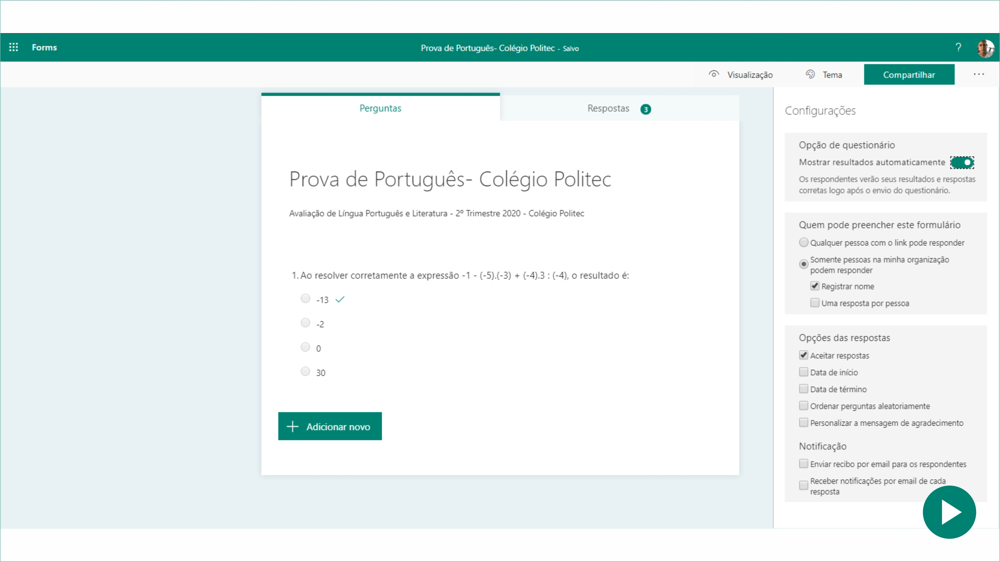 Forms
Prova de Português- Colégio Politec - Salvo
?
Visualização
Tema
Compartilhar
...
Perguntas
Respostas 3
Prova de Português- Colégio Politec
Avaliação de Língua Português e Literatura - 2º Trimestre 2020 - Colégio Politec
1. Ao resolver corretamente a expressão -1 - (-5).(-3) + (-4).3 : (-4), o resultado é:
-13
-2
0
30
Adicionar novo
Configurações
Opção de questionário
Mostrar resultados automaticamente
Os respondentes verão seus resultados e respostas
corretas logo após o envio do questionário.
Quem pode preencher este formulário
Qualquer pessoa com o link pode responder
Somente pessoas na minha organização
podem responder
Registrar nome
Uma resposta por pessoa
Opções das respostas
Aceitar respostas
Data de início
Data de término
Ordenar perguntas aleatoriamente
Personalizar a mensagem de agradecimento
Notificação
Enviar recibo por email para os respondentes
Receber notificações por email de cada
resposta